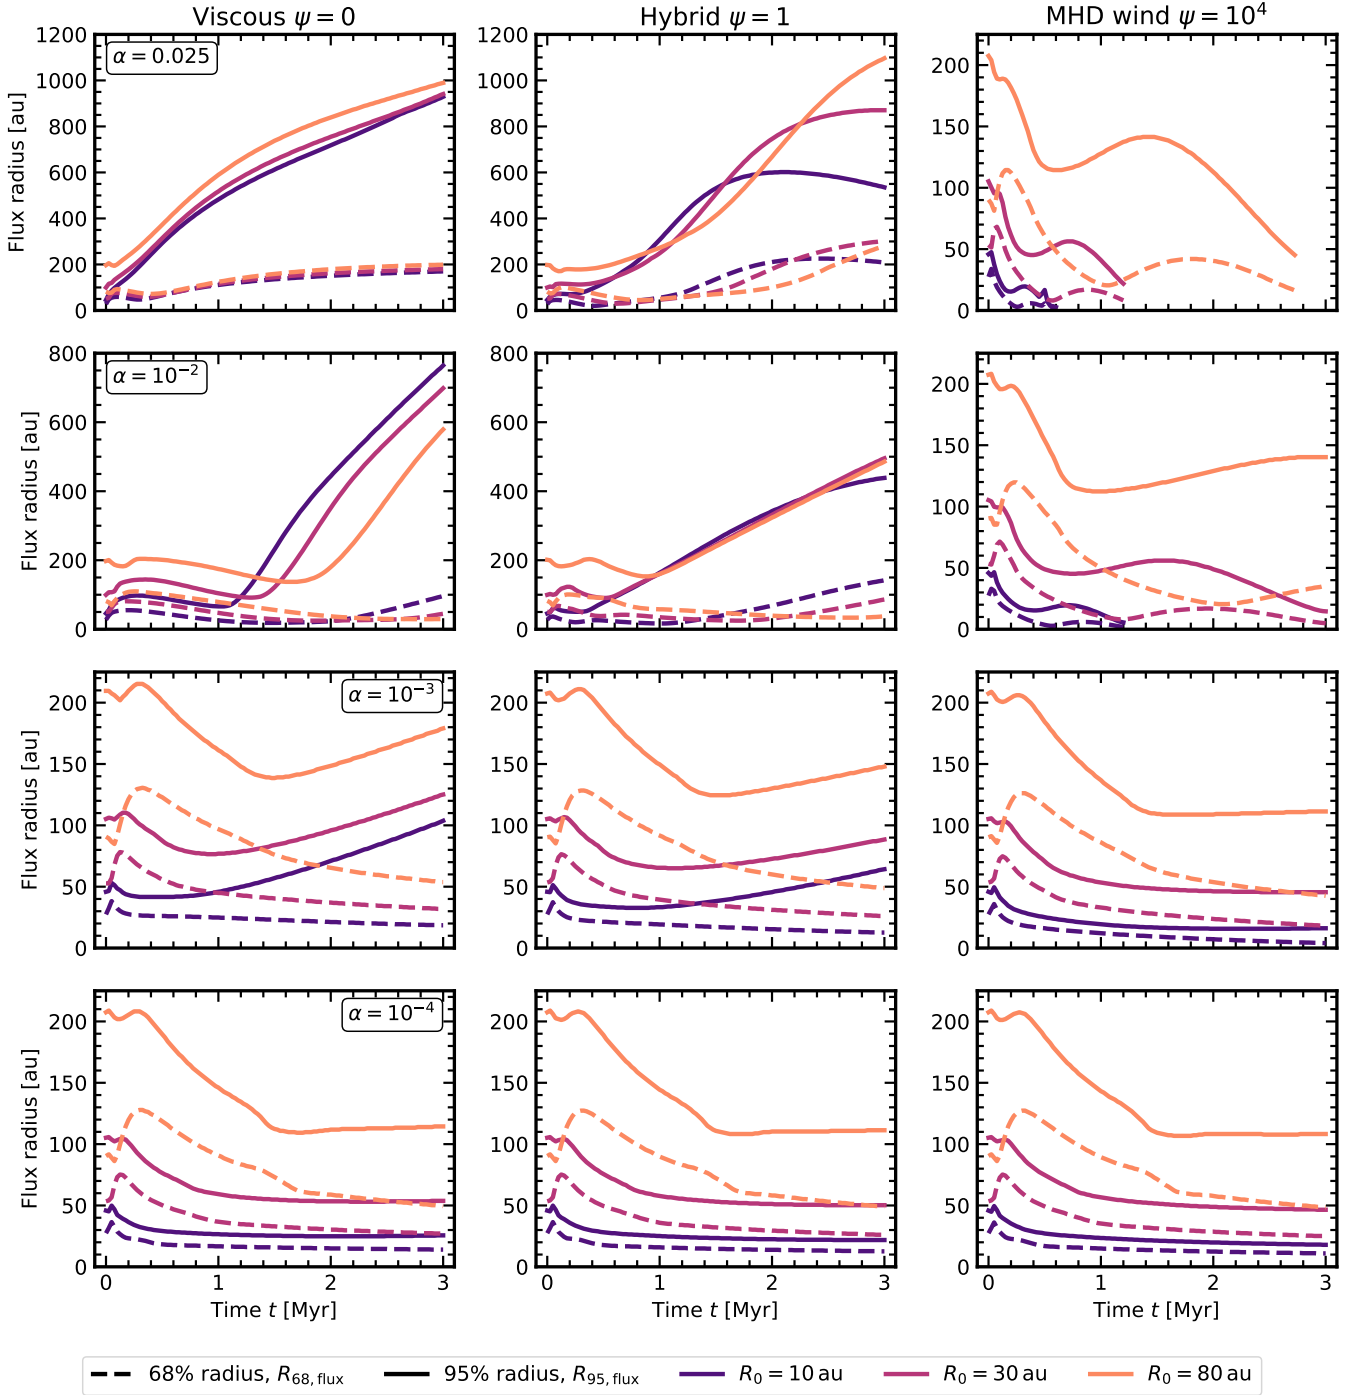 Viscous ψ = 0
Hybrid ψ = 1
MHD wind ψ = 10⁴
Flux radius [au]
1200
1000
800
600
400
200
0
α = 0.025
1200
1000
800
600
400
200
0
200
150
100
50
0
Flux radius [au]
800
600
400
200
0
α = 10⁻²
800
600
400
200
0
200
150
100
50
0
Flux radius [au]
200
150
100
50
0
α = 10⁻³
200
150
100
50
0
200
150
100
50
0
Flux radius [au]
200
150
100
50
0
α = 10⁻⁴
200
150
100
50
0
200
150
100
50
0
0 1 2 3
0 1 2 3
0 1 2 3
Time t [Myr]
Time t [Myr]
Time t [Myr]
68% radius, R₆₈,flux
95% radius, R₉₅,flux
R₀ = 10 au
R₀ = 30 au
R₀ = 80 au